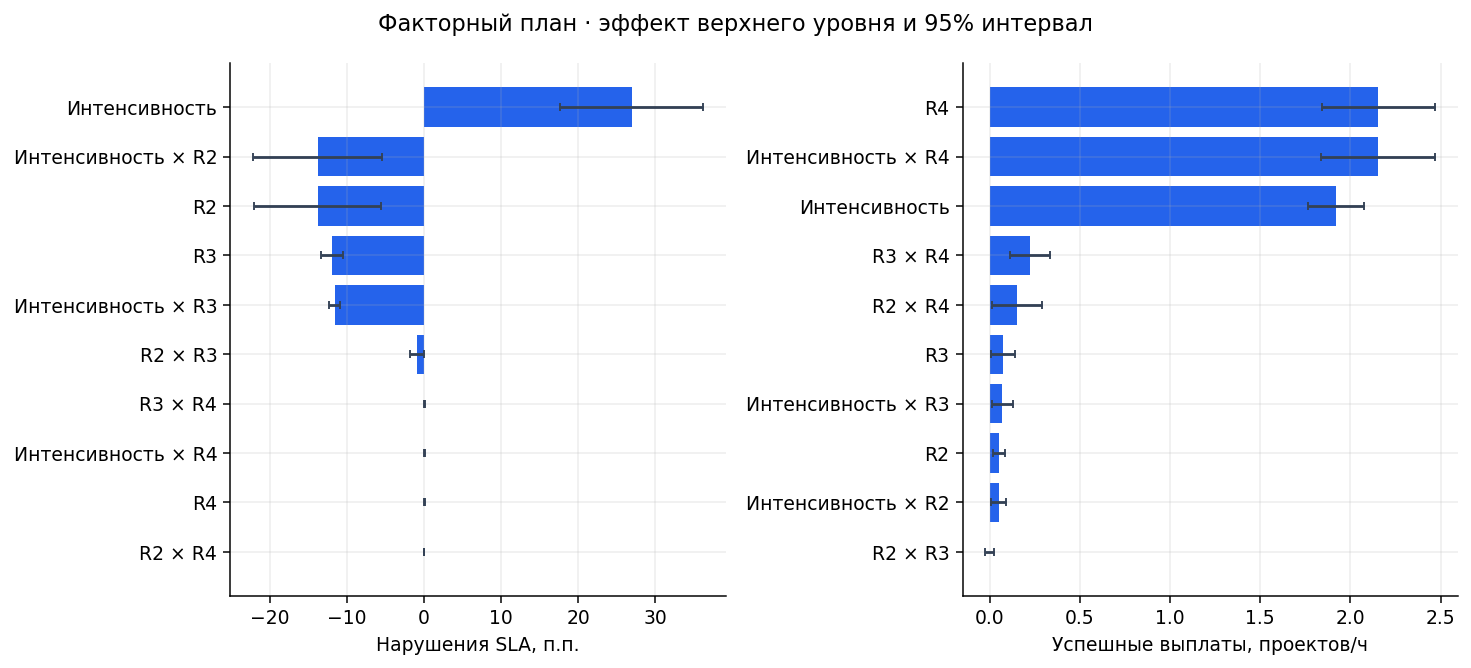 Факторный план · эффект верхнего уровня и 95% интервал
Интенсивность
Интенсивность × R2
R2
R3
Интенсивность × R3
R2 × R3
R3 × R4
Интенсивность × R4
R4
R2 × R4
−20 −10 0 10 20 30
Нарушения SLA, п.п.
R4
Интенсивность × R4
Интенсивность
R3 × R4
R2 × R4
R3
Интенсивность × R3
R2
Интенсивность × R2
R2 × R3
0.0 0.5 1.0 1.5 2.0 2.5
Успешные выплаты, проектов/ч